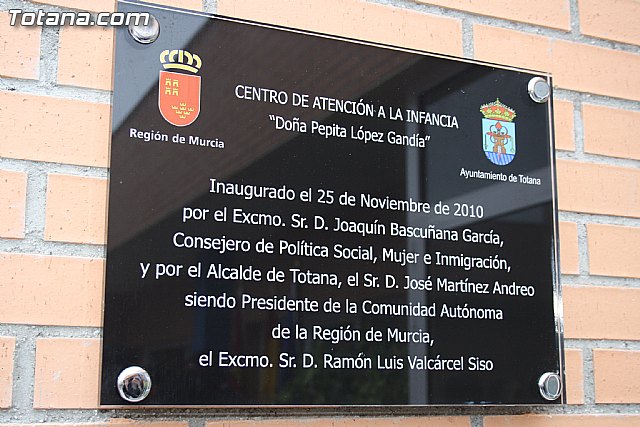 Totana.com
Región de Murcia
CENTRO DE ATENCIÓN A LA INFANCIA
“Doña Pepita López Gandía”
Ayuntamiento de Totana
Inaugurado el 25 de Noviembre de 2010
por el Excmo. Sr. D. Joaquín Bascuñana García,
Consejero de Política Social, Mujer e Inmigración,
y por el Alcalde de Totana, el Sr. D. José Martínez Andreo
siendo Presidente de la Comunidad Autónoma
de la Región de Murcia,
el Excmo. Sr. D. Ramón Luis Valcárcel Siso